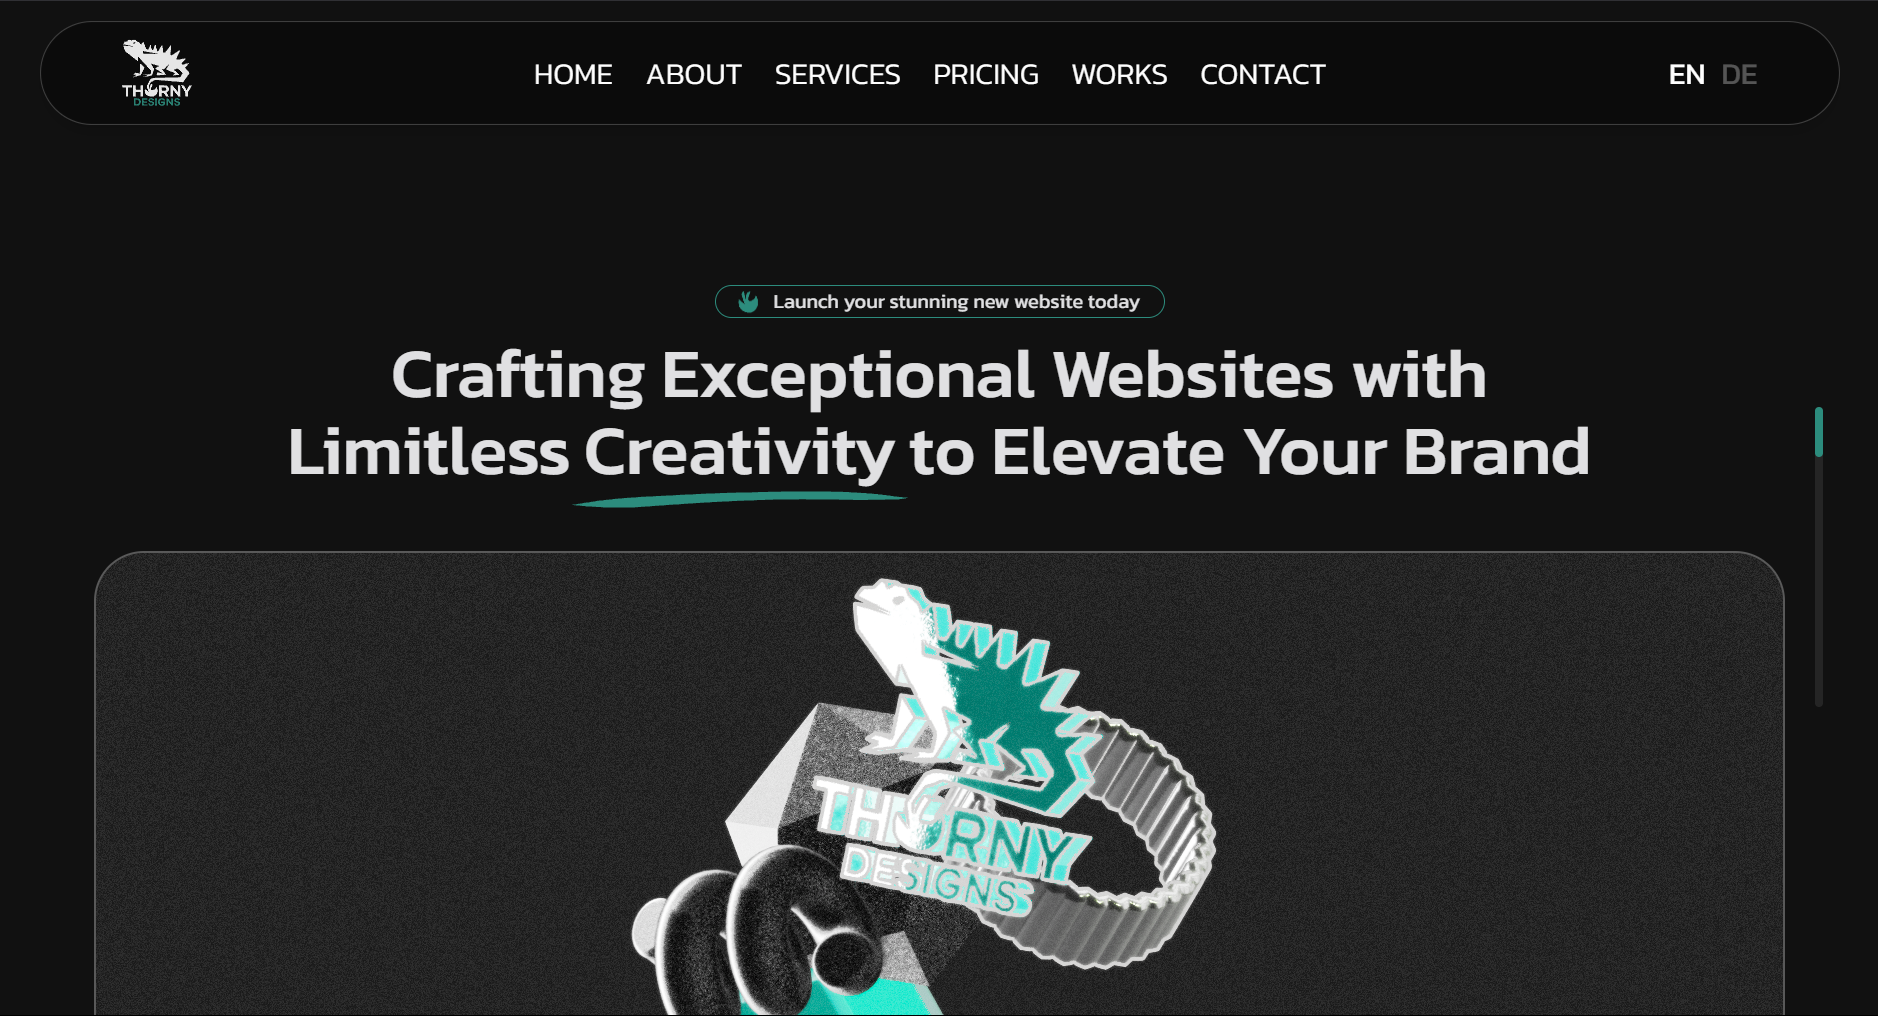 THORNY
DESIGNS
HOME ABOUT SERVICES PRICING WORKS CONTACT
EN DE
Launch your stunning new website today
Crafting Exceptional Websites with
Limitless Creativity to Elevate Your Brand
THORNY
DESIGNS